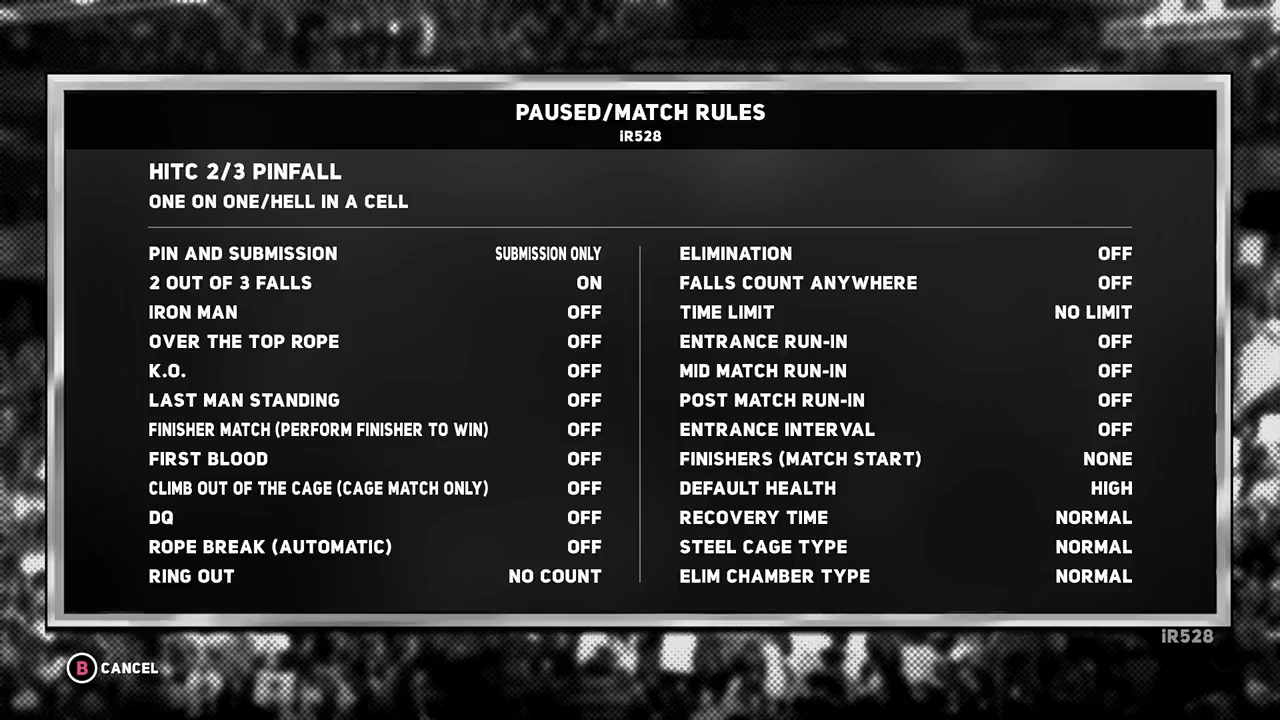 PAUSED/MATCH RULES
iR528
HITC 2/3 PINFALL
ONE ON ONE/HELL IN A CELL
PIN AND SUBMISSION SUBMISSION ONLY
2 OUT OF 3 FALLS ON
IRON MAN OFF
OVER THE TOP ROPE OFF
K.O. OFF
LAST MAN STANDING OFF
FINISHER MATCH (PERFORM FINISHER TO WIN) OFF
FIRST BLOOD OFF
CLIMB OUT OF THE CAGE (CAGE MATCH ONLY) OFF
DQ OFF
ROPE BREAK (AUTOMATIC) OFF
RING OUT NO COUNT
ELIMINATION OFF
FALLS COUNT ANYWHERE OFF
TIME LIMIT NO LIMIT
ENTRANCE RUN-IN OFF
MID MATCH RUN-IN OFF
POST MATCH RUN-IN OFF
ENTRANCE INTERVAL OFF
FINISHERS (MATCH START) NONE
DEFAULT HEALTH HIGH
RECOVERY TIME NORMAL
STEEL CAGE TYPE NORMAL
ELIM CHAMBER TYPE NORMAL
iR528
B CANCEL